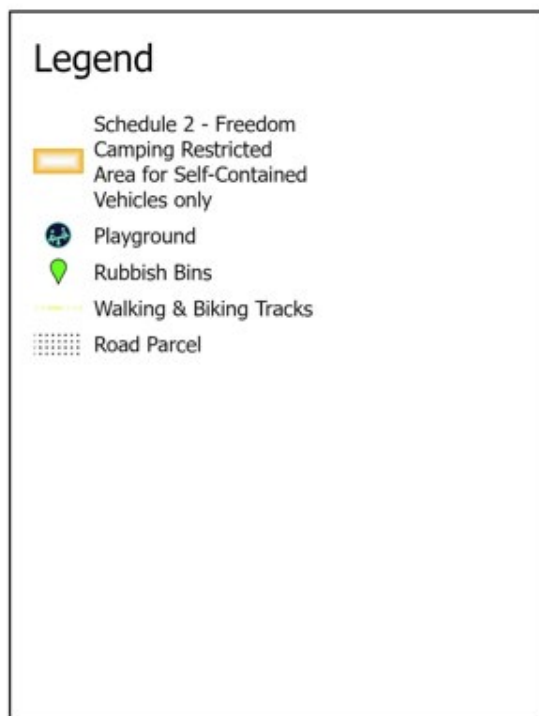 Legend
Schedule 2 - Freedom
Camping Restricted
Area for Self-Contained
Vehicles only
Playground
Rubbish Bins
Walking & Biking Tracks
Road Parcel